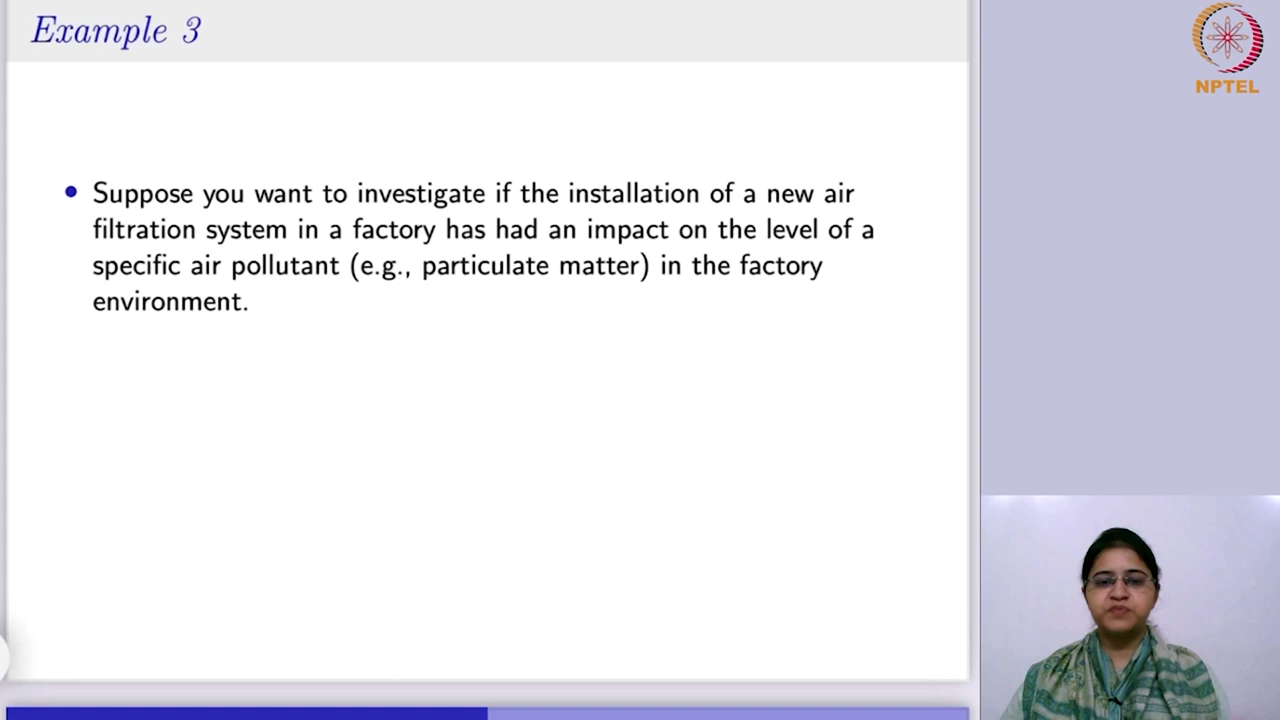 Example 3
NPTEL
• Suppose you want to investigate if the installation of a new air
filtration system in a factory has had an impact on the level of a
specific air pollutant (e.g., particulate matter) in the factory
environment.